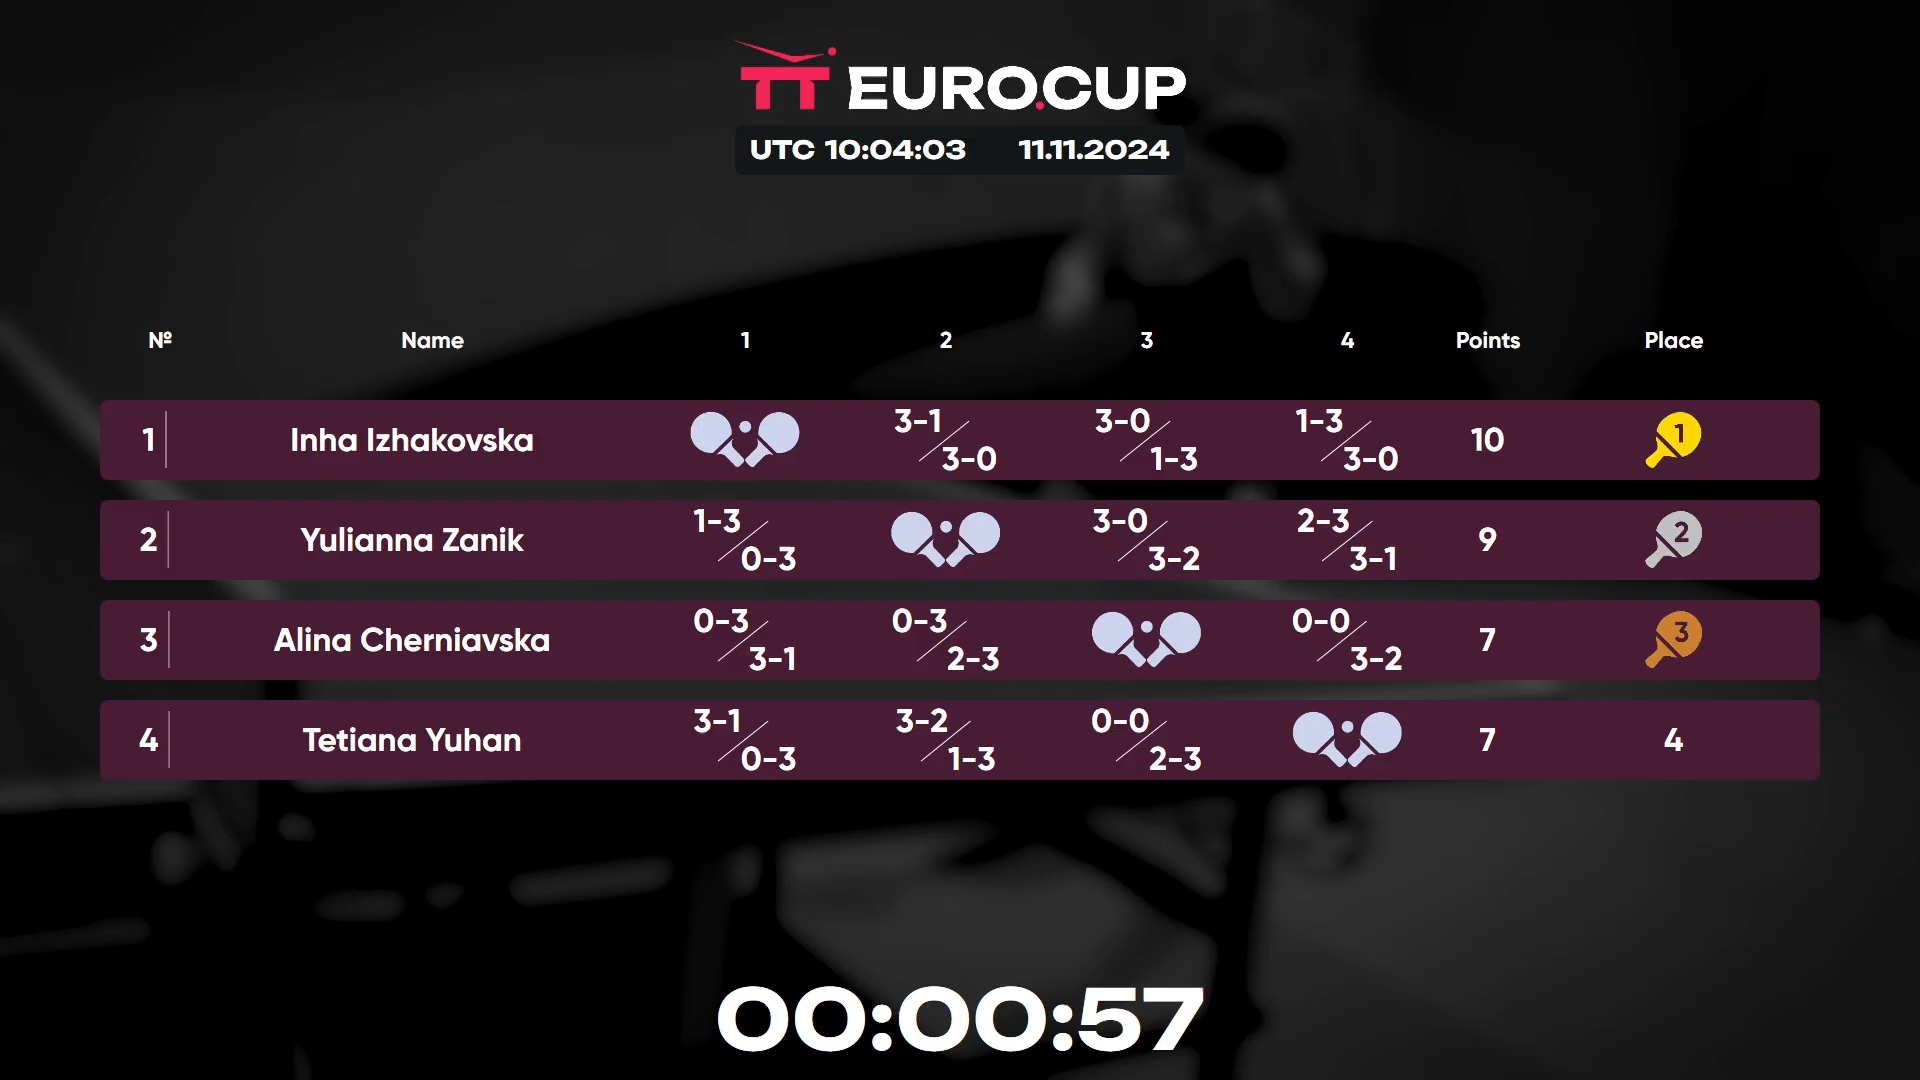 TT EURO.CUP
UTC 10:04:03 11.11.2024
№ Name 1 2 3 4 Points Place
1 Inha Izhakovska 3-1 / 3-0 3-0 / 1-3 1-3 / 3-0 10 1
2 Yulianna Zanik 1-3 / 0-3 3-0 / 3-2 2-3 / 3-1 9 2
3 Alina Cherniavska 0-3 / 3-1 0-3 / 2-3 0-0 / 3-2 7 3
4 Tetiana Yuhan 3-1 / 0-3 3-2 / 1-3 0-0 / 2-3 7 4
00:00:57